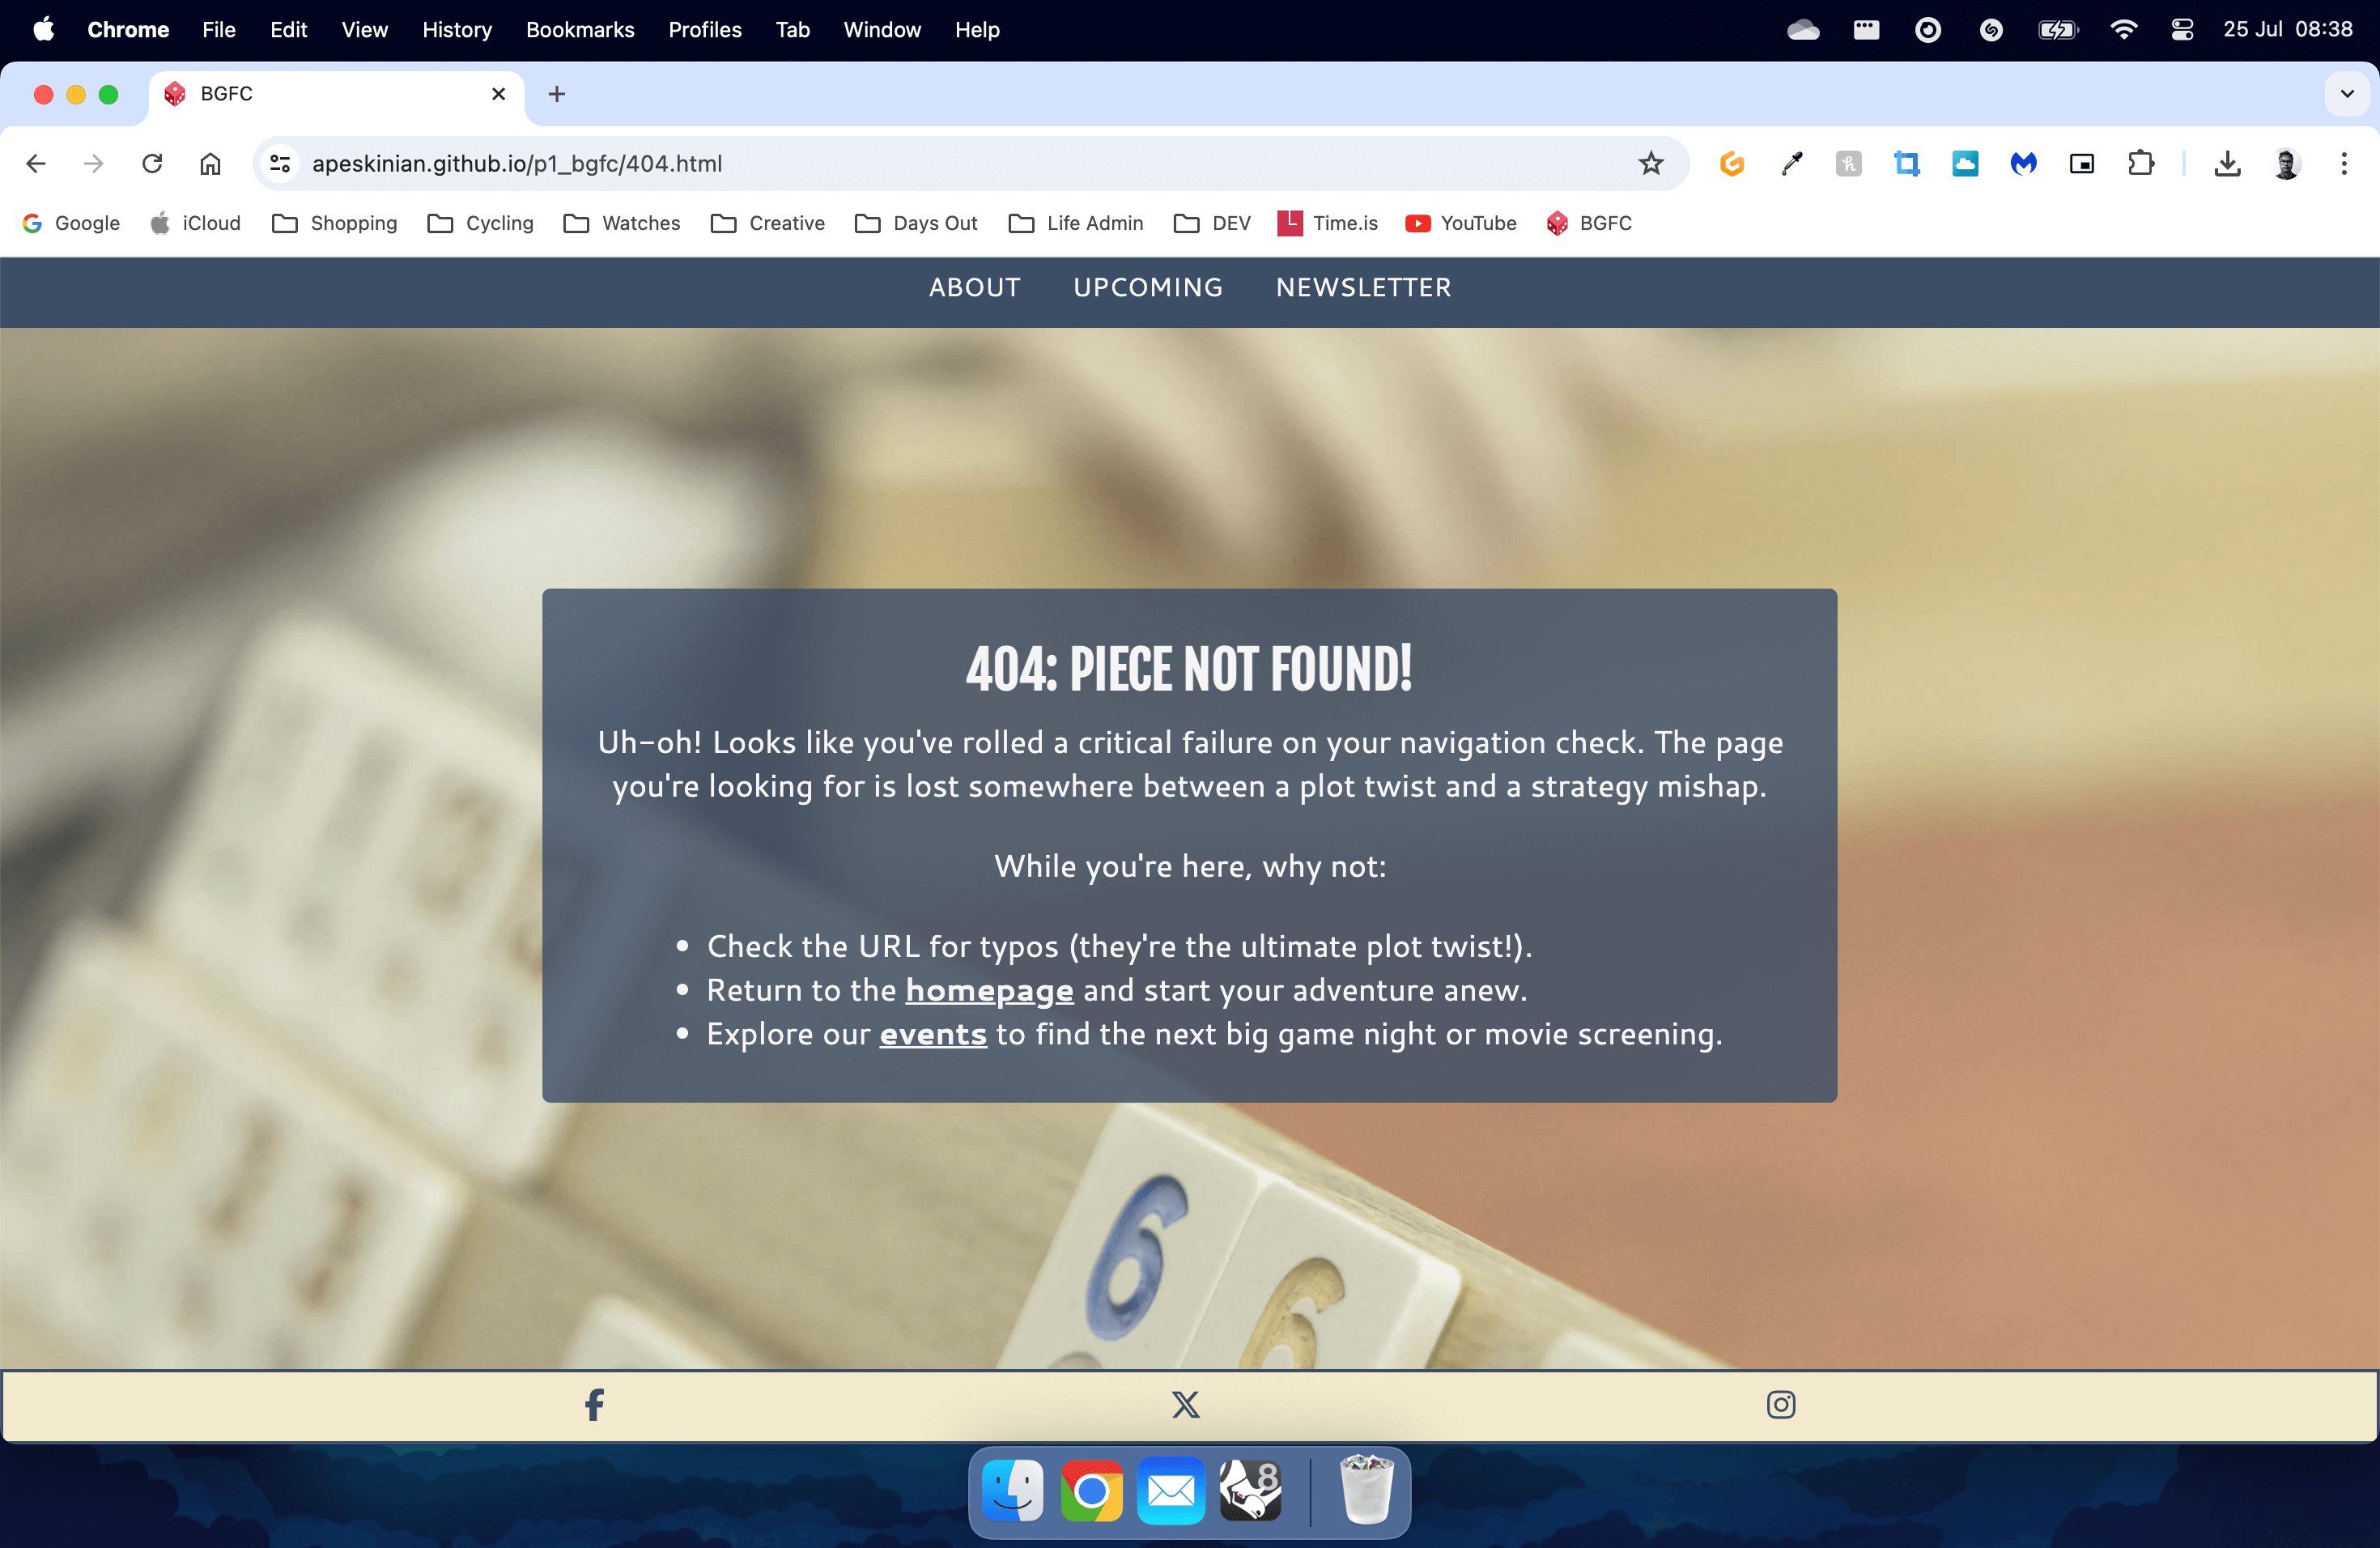 Chrome File Edit View History Bookmarks Profiles Tab Window Help 25 Jul 08:38
BGFC
apeskinian.github.io/p1_bgfc/404.html
Google iCloud Shopping Cycling Watches Creative Days Out Life Admin DEV Time.is YouTube BGFC
ABOUT UPCOMING NEWSLETTER
404: PIECE NOT FOUND!
Uh-oh! Looks like you've rolled a critical failure on your navigation check. The page
you're looking for is lost somewhere between a plot twist and a strategy mishap.
While you're here, why not:
• Check the URL for typos (they're the ultimate plot twist!).
• Return to the homepage and start your adventure anew.
• Explore our events to find the next big game night or movie screening.
6 6
8